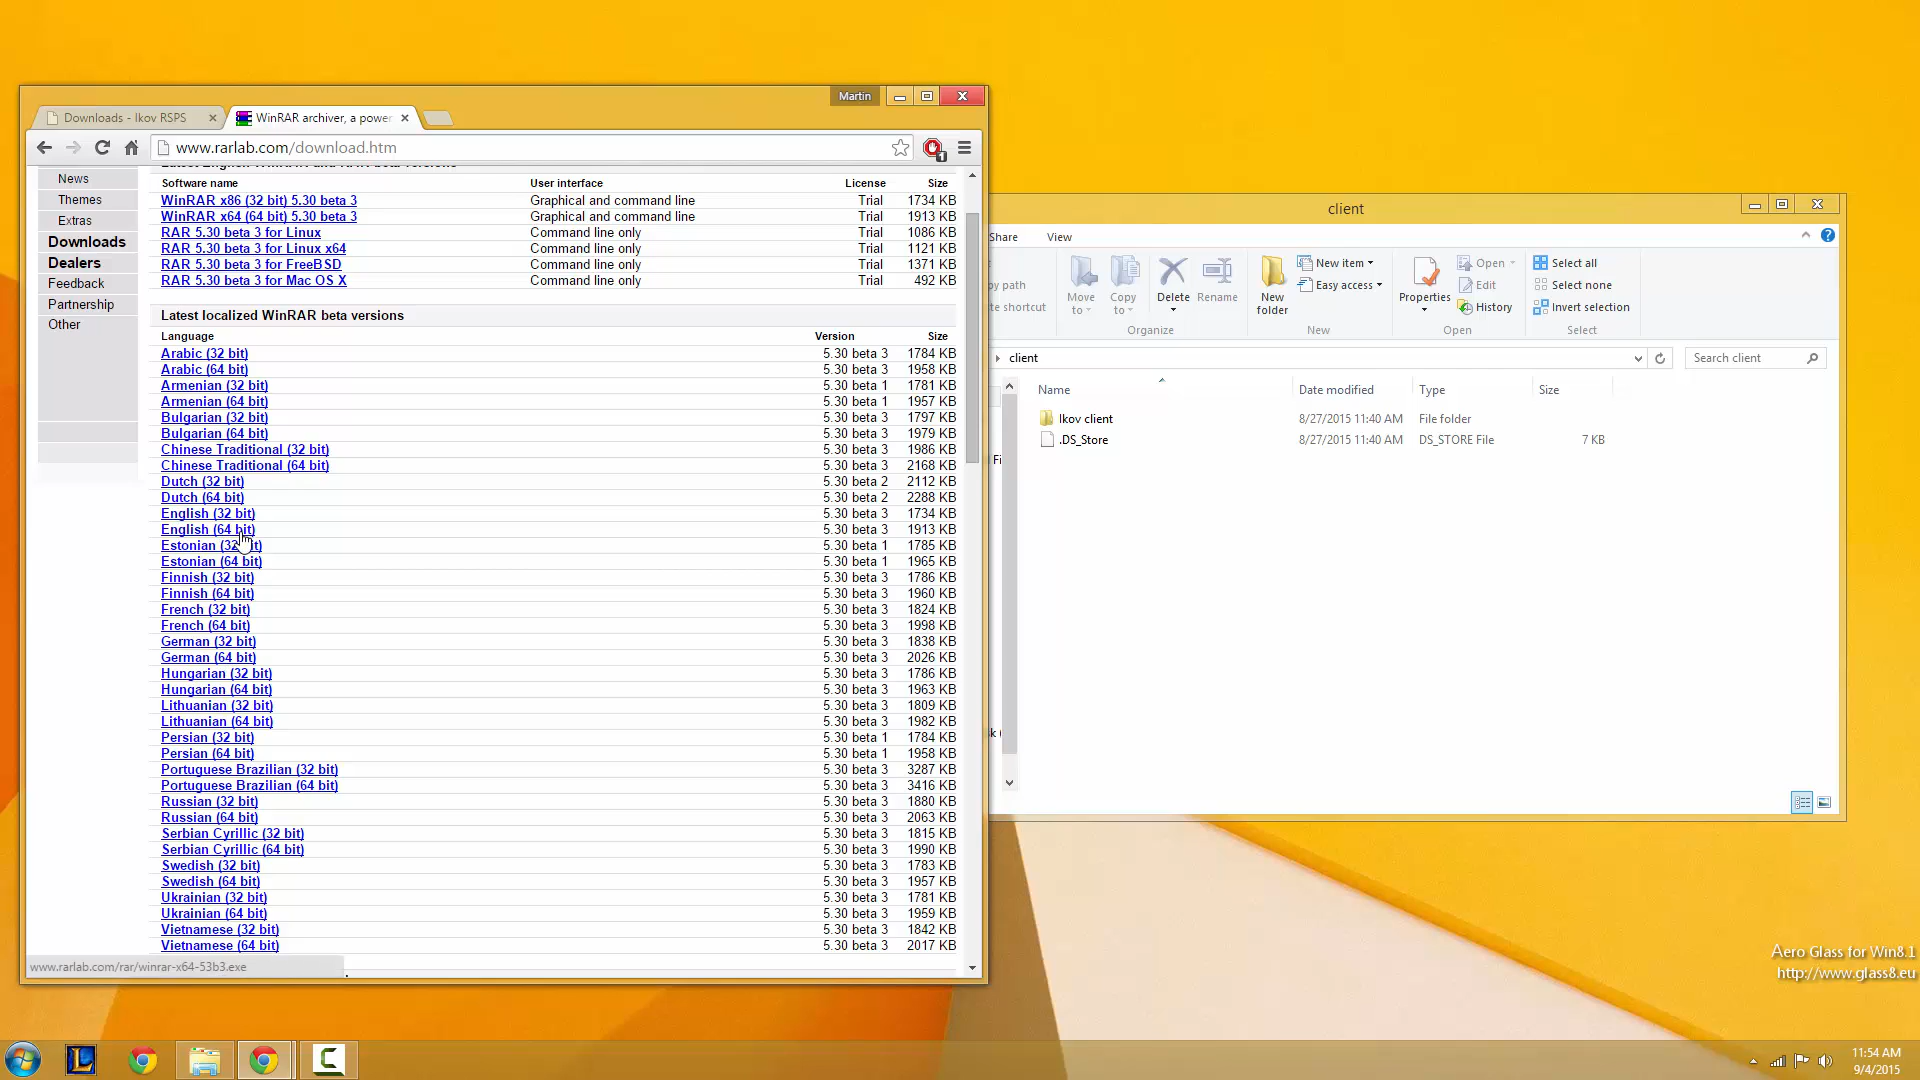 Martin
Downloads - Ikov RSPS
WinRAR archiver, a power
www.rarlab.com/download.htm
1
News
Themes
Extras
Downloads
Dealers
Feedback
Partnership
Other
Software name User interface License Size
WinRAR x86 (32 bit) 5.30 beta 3 Graphical and command line Trial 1734 KB
WinRAR x64 (64 bit) 5.30 beta 3 Graphical and command line Trial 1913 KB
RAR 5.30 beta 3 for Linux Command line only Trial 1086 KB
RAR 5.30 beta 3 for Linux x64 Command line only Trial 1121 KB
RAR 5.30 beta 3 for FreeBSD Command line only Trial 1371 KB
RAR 5.30 beta 3 for Mac OS X Command line only Trial 492 KB
Latest localized WinRAR beta versions
Language Version Size
Arabic (32 bit) 5.30 beta 3 1784 KB
Arabic (64 bit) 5.30 beta 3 1958 KB
Armenian (32 bit) 5.30 beta 1 1781 KB
Armenian (64 bit) 5.30 beta 1 1957 KB
Bulgarian (32 bit) 5.30 beta 3 1797 KB
Bulgarian (64 bit) 5.30 beta 3 1979 KB
Chinese Traditional (32 bit) 5.30 beta 3 1986 KB
Chinese Traditional (64 bit) 5.30 beta 3 2168 KB
Dutch (32 bit) 5.30 beta 2 2112 KB
Dutch (64 bit) 5.30 beta 2 2288 KB
English (32 bit) 5.30 beta 3 1734 KB
English (64 bit) 5.30 beta 3 1913 KB
Estonian (32 bit) 5.30 beta 1 1785 KB
Estonian (64 bit) 5.30 beta 1 1965 KB
Finnish (32 bit) 5.30 beta 3 1786 KB
Finnish (64 bit) 5.30 beta 3 1960 KB
French (32 bit) 5.30 beta 3 1824 KB
French (64 bit) 5.30 beta 3 1998 KB
German (32 bit) 5.30 beta 3 1838 KB
German (64 bit) 5.30 beta 3 2026 KB
Hungarian (32 bit) 5.30 beta 3 1786 KB
Hungarian (64 bit) 5.30 beta 3 1963 KB
Lithuanian (32 bit) 5.30 beta 3 1809 KB
Lithuanian (64 bit) 5.30 beta 3 1982 KB
Persian (32 bit) 5.30 beta 1 1784 KB
Persian (64 bit) 5.30 beta 1 1958 KB
Portuguese Brazilian (32 bit) 5.30 beta 3 3287 KB
Portuguese Brazilian (64 bit) 5.30 beta 3 3416 KB
Russian (32 bit) 5.30 beta 3 1880 KB
Russian (64 bit) 5.30 beta 3 2063 KB
Serbian Cyrillic (32 bit) 5.30 beta 3 1815 KB
Serbian Cyrillic (64 bit) 5.30 beta 3 1990 KB
Swedish (32 bit) 5.30 beta 3 1783 KB
Swedish (64 bit) 5.30 beta 3 1957 KB
Ukrainian (32 bit) 5.30 beta 3 1781 KB
Ukrainian (64 bit) 5.30 beta 3 1959 KB
Vietnamese (32 bit) 5.30 beta 3 1842 KB
Vietnamese (64 bit) 5.30 beta 3 2017 KB
www.rarlab.com/rar/winrar-x64-53b3.exe
client
Share View
py path
te shortcut
Move to
Copy to
Delete
Rename
Organize
New folder
New item
Easy access
New
Properties
Open
Edit
History
Open
Select all
Select none
Invert selection
Select
client
Search client
Name Date modified Type Size
Ikov client 8/27/2015 11:40 AM File folder
.DS_Store 8/27/2015 11:40 AM DS_STORE File 7 KB
Fi
k (
Aero Glass for Win8.1
http://www.glass8.eu
11:54 AM
9/4/2015